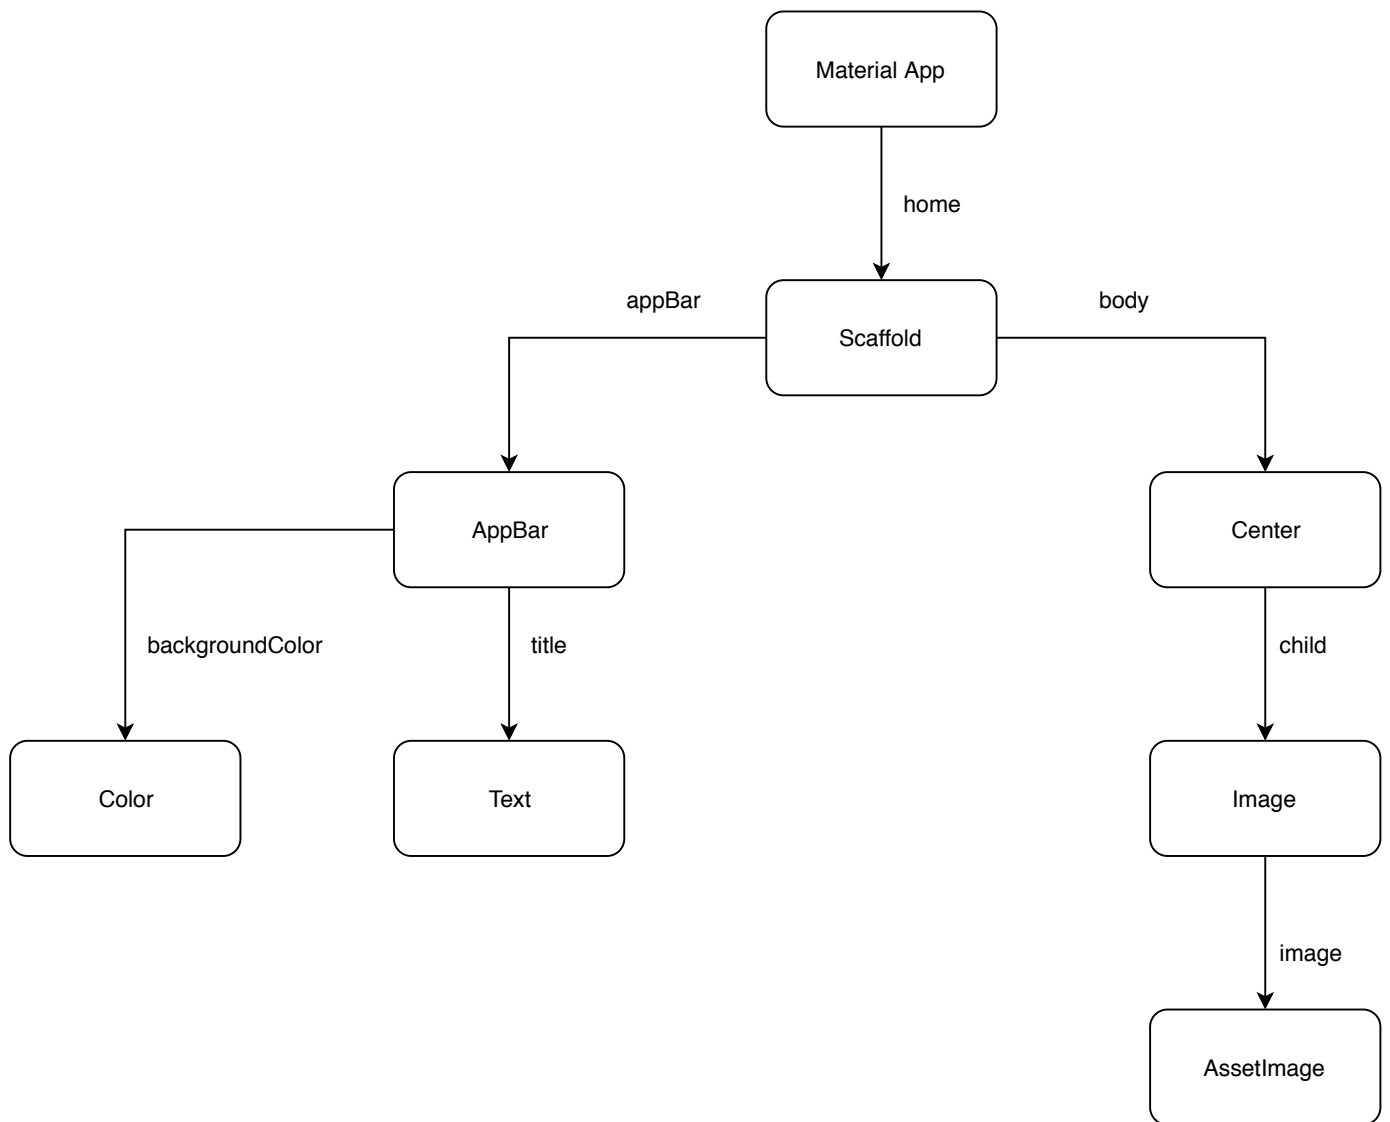 Material App
home
appBar
body
Scaffold
AppBar
Center
backgroundColor
title
child
Color
Text
Image
image
AssetImage